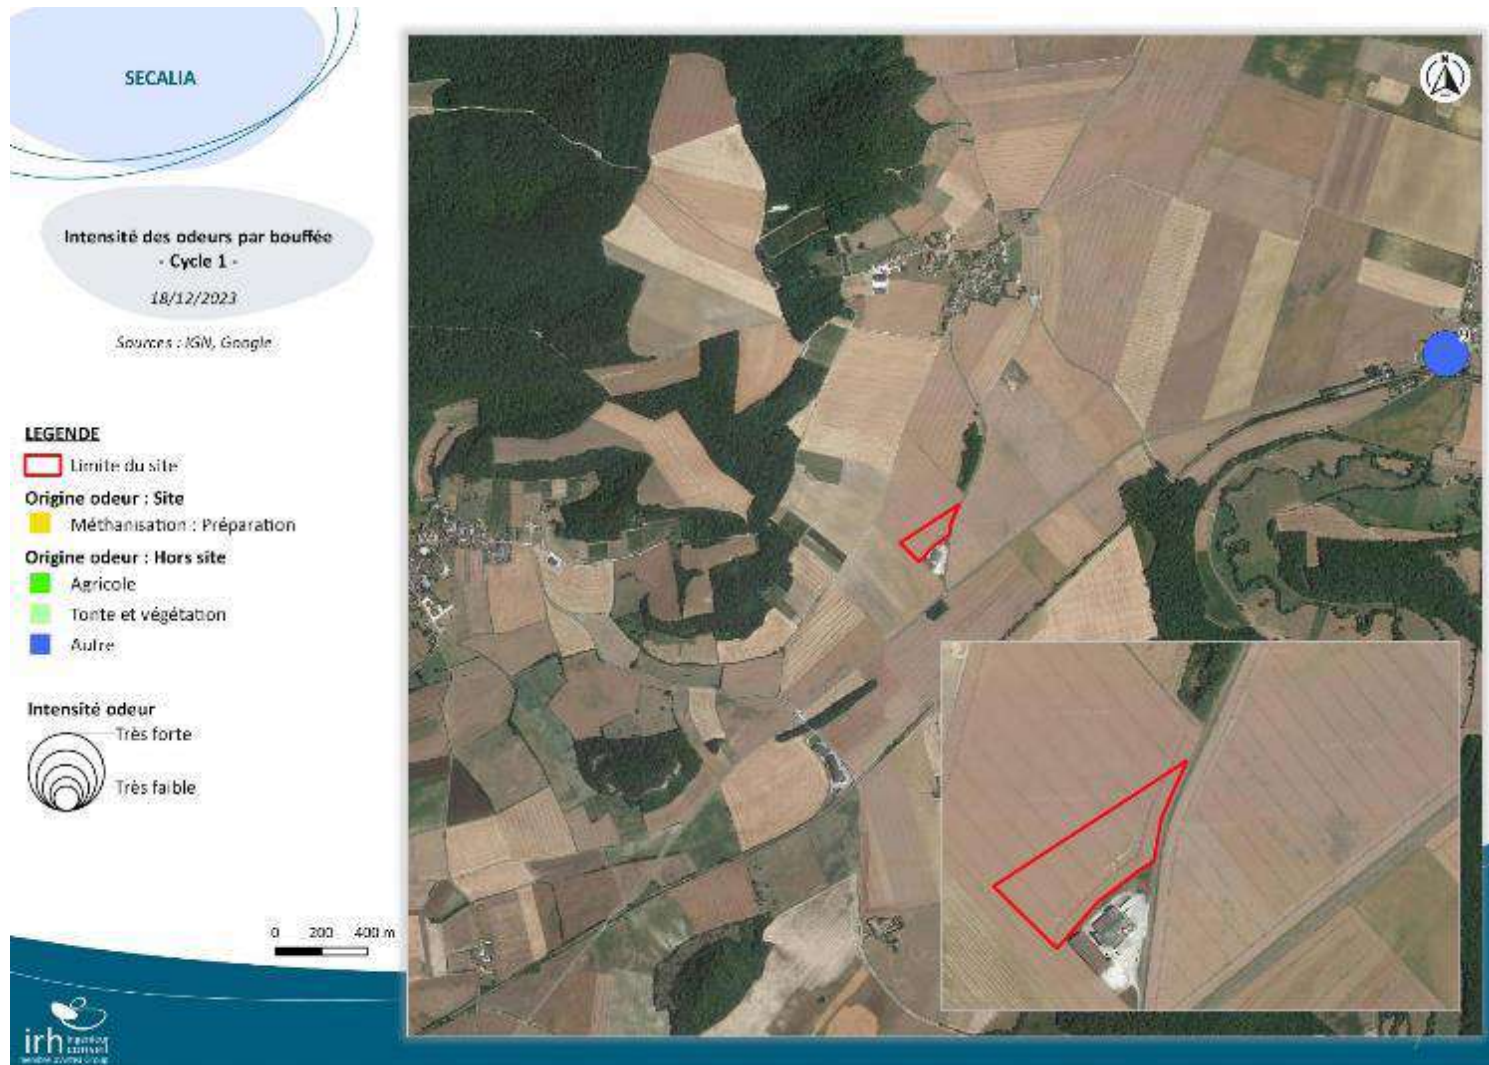 SECALIA
Intensité des odeurs par bouffée
- Cycle 1 -
18/12/2023
Sources : IGN, Google
LEGENDE
Limite du site
Origine odeur : Site
Méthanisation : Préparation
Origine odeur : Hors site
Agricole
Tonte et végétation
Autre
Intensité odeur
Très forte
Très faible
0 200 400 m
N
irh ingénieur
conseil